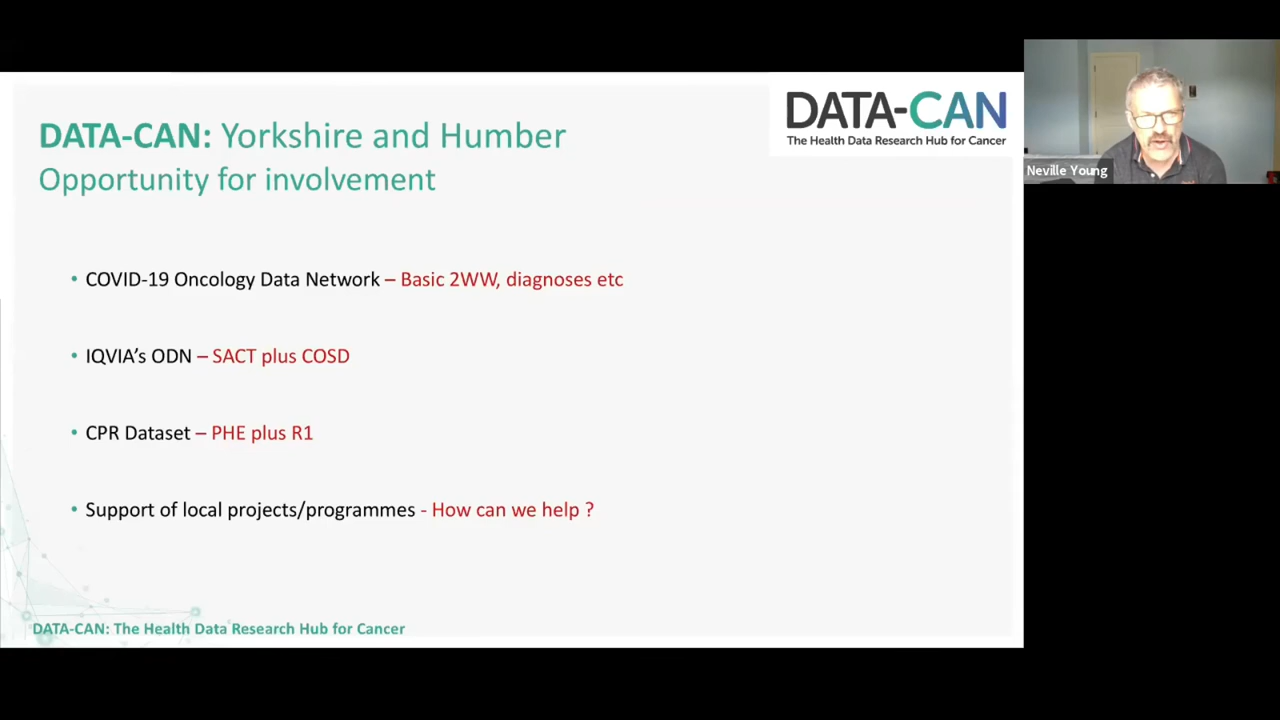 DATA-CAN: Yorkshire and Humber
Opportunity for involvement
DATA-CAN
The Health Data Research Hub for Cancer
Neville Young
• COVID-19 Oncology Data Network – Basic 2WW, diagnoses etc
• IQVIA’s ODN – SACT plus COSD
• CPR Dataset – PHE plus R1
• Support of local projects/programmes - How can we help ?
DATA-CAN: The Health Data Research Hub for Cancer